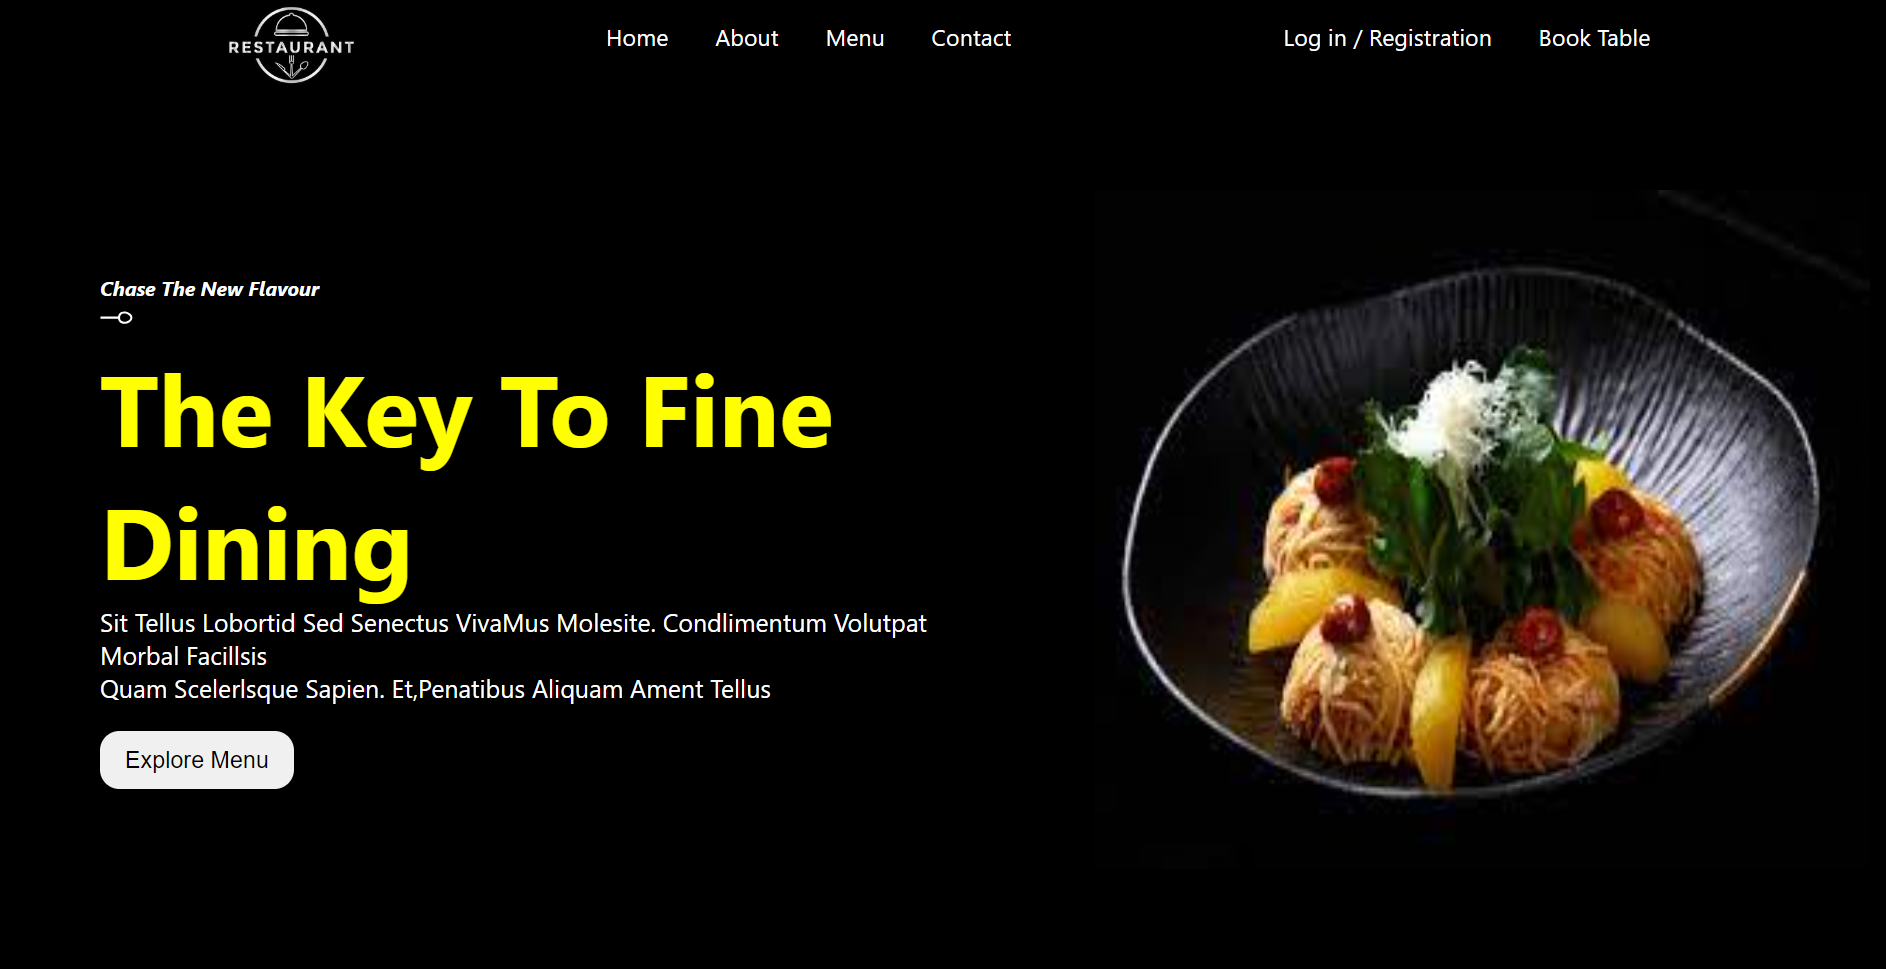 RESTAURANT
Home About Menu Contact
Log in / Registration Book Table
Chase The New Flavour
The Key To Fine
Dining
Sit Tellus Lobortid Sed Senectus VivaMus Molesite. Condlimentum Volutpat
Morbal Facillsis
Quam Scelerlsque Sapien. Et,Penatibus Aliquam Ament Tellus
Explore Menu